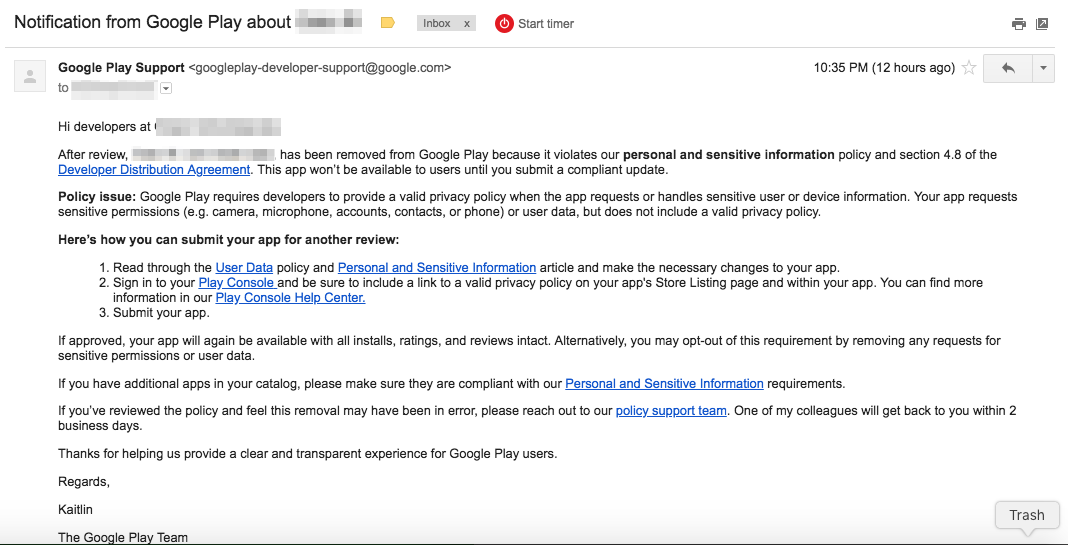 Notification from Google Play about
Inbox x
Start timer
Google Play Support <googleplay-developer-support@google.com>
10:35 PM (12 hours ago)
to
Hi developers at
After review, has been removed from Google Play because it violates our personal and sensitive information policy and section 4.8 of the
Developer Distribution Agreement. This app won't be available to users until you submit a compliant update.
Policy issue: Google Play requires developers to provide a valid privacy policy when the app requests or handles sensitive user or device information. Your app requests
sensitive permissions (e.g. camera, microphone, accounts, contacts, or phone) or user data, but does not include a valid privacy policy.
Here's how you can submit your app for another review:
1. Read through the User Data policy and Personal and Sensitive Information article and make the necessary changes to your app.
2. Sign in to your Play Console and be sure to include a link to a valid privacy policy on your app's Store Listing page and within your app. You can find more
information in our Play Console Help Center.
3. Submit your app.
If approved, your app will again be available with all installs, ratings, and reviews intact. Alternatively, you may opt-out of this requirement by removing any requests for
sensitive permissions or user data.
If you have additional apps in your catalog, please make sure they are compliant with our Personal and Sensitive Information requirements.
If you've reviewed the policy and feel this removal may have been in error, please reach out to our policy support team. One of my colleagues will get back to you within 2
business days.
Thanks for helping us provide a clear and transparent experience for Google Play users.
Regards,
Kaitlin
Trash
The Google Play Team